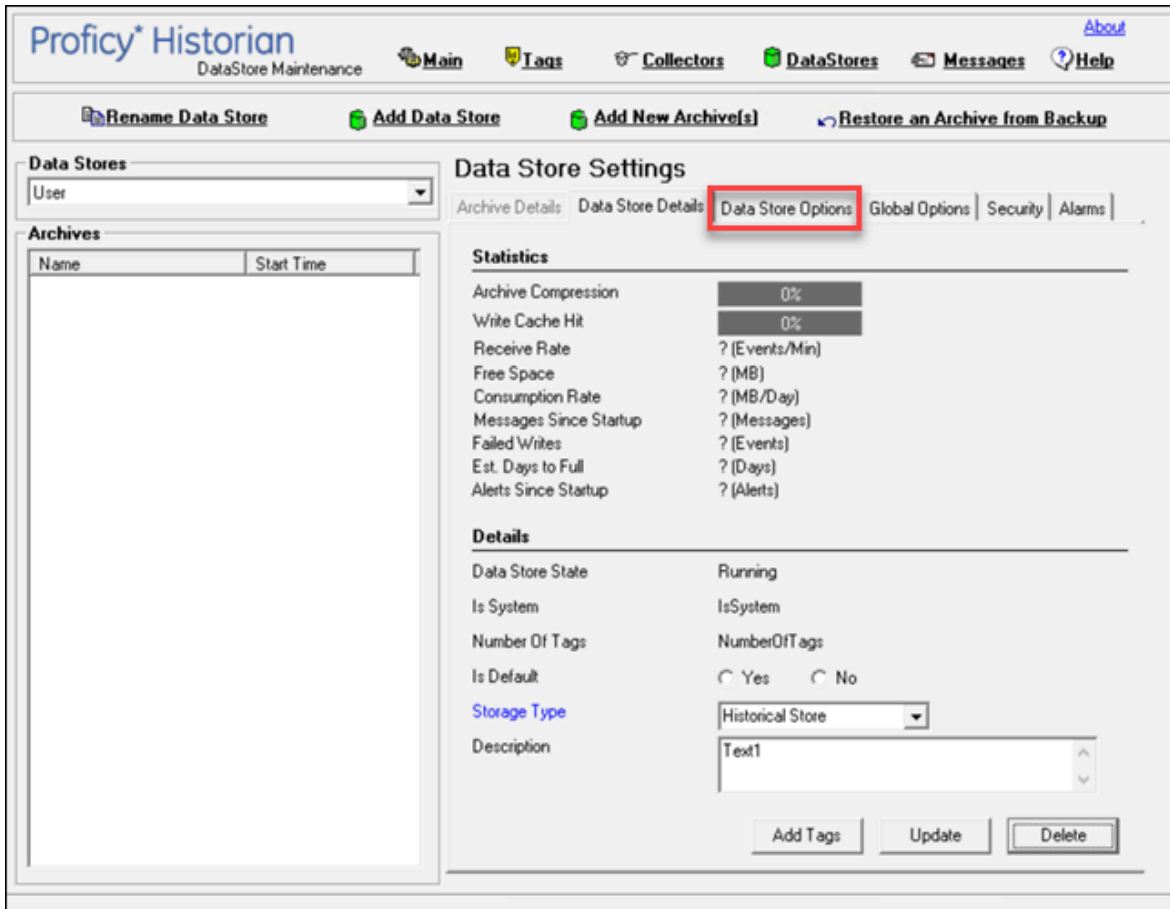 About
Proficy* Historian
DataStore Maintenance
Main Tags Collectors DataStores Messages Help
Rename Data Store Add Data Store Add New Archive[s] Restore an Archive from Backup
Data Stores
User
Archives
Name Start Time
Data Store Settings
Archive Details Data Store Details Data Store Options Global Options Security Alarms
Statistics
Archive Compression 0%
Write Cache Hit 0%
Receive Rate ? (Events/Min)
Free Space ? (MB)
Consumption Rate ? (MB/Day)
Messages Since Startup ? (Messages)
Failed Writes ? (Events)
Est. Days to Full ? (Days)
Alerts Since Startup ? (Alerts)
Details
Data Store State Running
Is System IsSystem
Number Of Tags NumberOfTags
Is Default Yes No
Storage Type Historical Store
Description Text1
Add Tags Update Delete